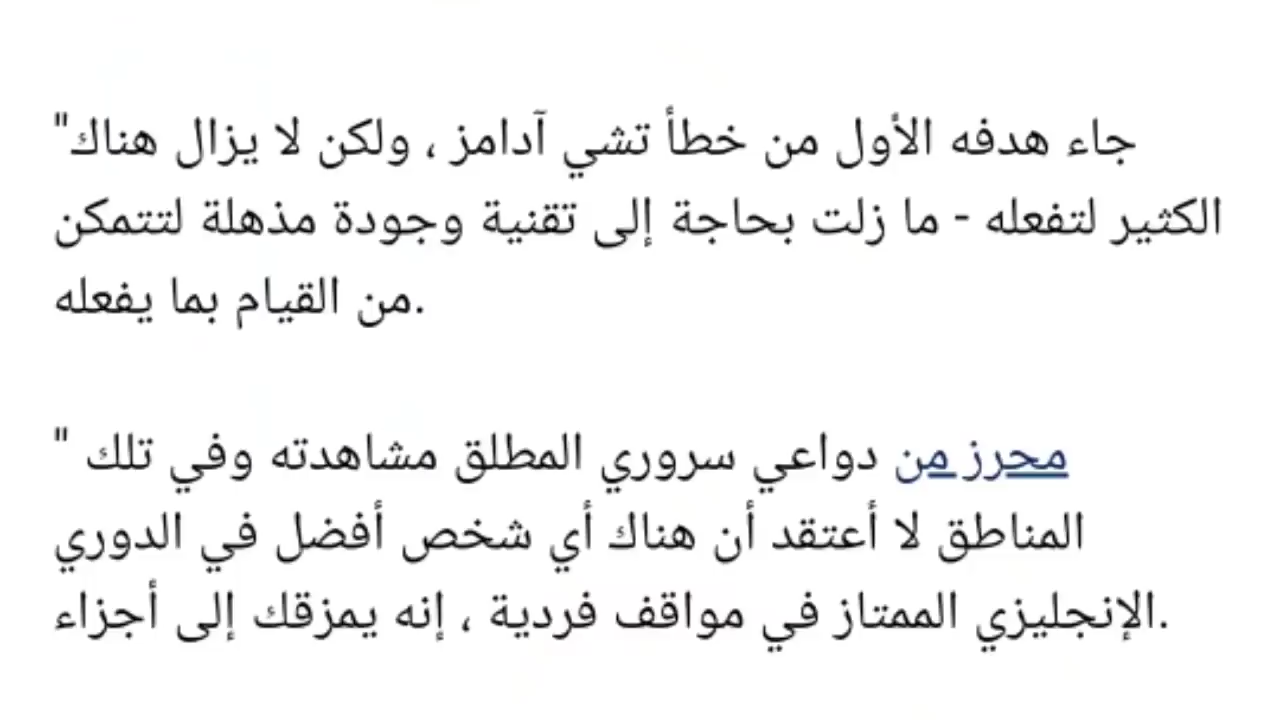 "جاء هدفه الأول من خطأ تشي آدامز ، ولكن لا يزال هناك
الكثير لتفعله - ما زلت بحاجة إلى تقنية وجودة مذهلة لتتمكن
من القيام بما يفعله.
" محرز من دواعي سروري المطلق مشاهدته وفي تلك
المناطق لا أعتقد أن هناك أي شخص أفضل في الدوري
الإنجليزي الممتاز في مواقف فردية ، إنه يمزقك إلى أجزاء.